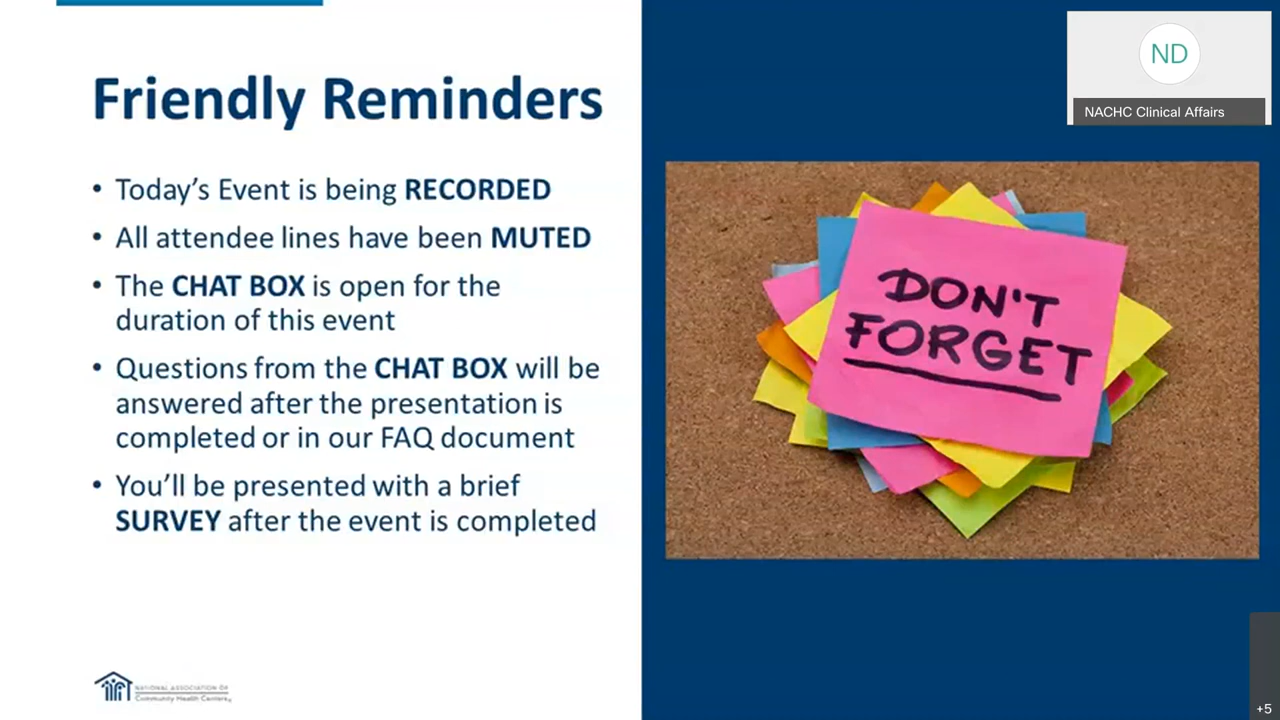 Friendly Reminders
• Today's Event is being RECORDED
• All attendee lines have been MUTED
• The CHAT BOX is open for the
duration of this event
• Questions from the CHAT BOX will be
answered after the presentation is
completed or in our FAQ document
• You'll be presented with a brief
SURVEY after the event is completed
NATIONAL ASSOCIATION OF
Community Health Centers®
ND
NACHC Clinical Affairs
DON'T
FORGET
+5